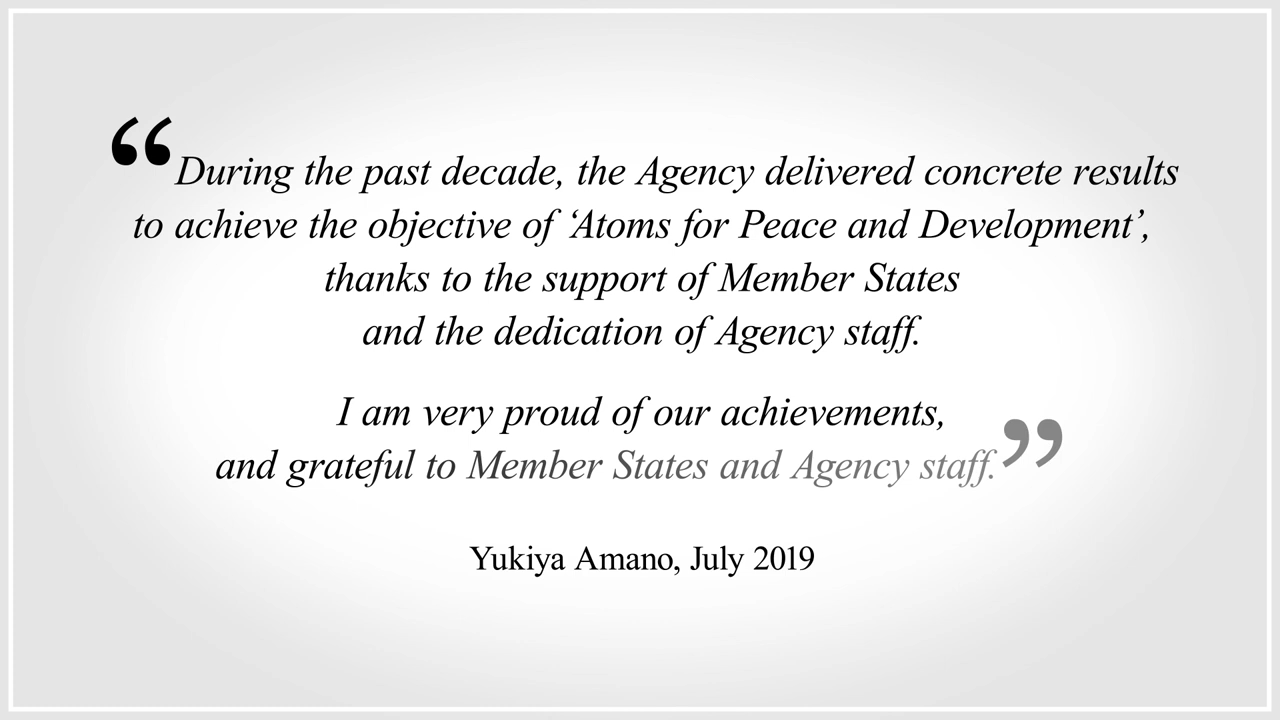 “During the past decade, the Agency delivered concrete results
to achieve the objective of ‘Atoms for Peace and Development’,
thanks to the support of Member States
and the dedication of Agency staff.
I am very proud of our achievements,
and grateful to Member States and Agency staff.”
Yukiya Amano, July 2019